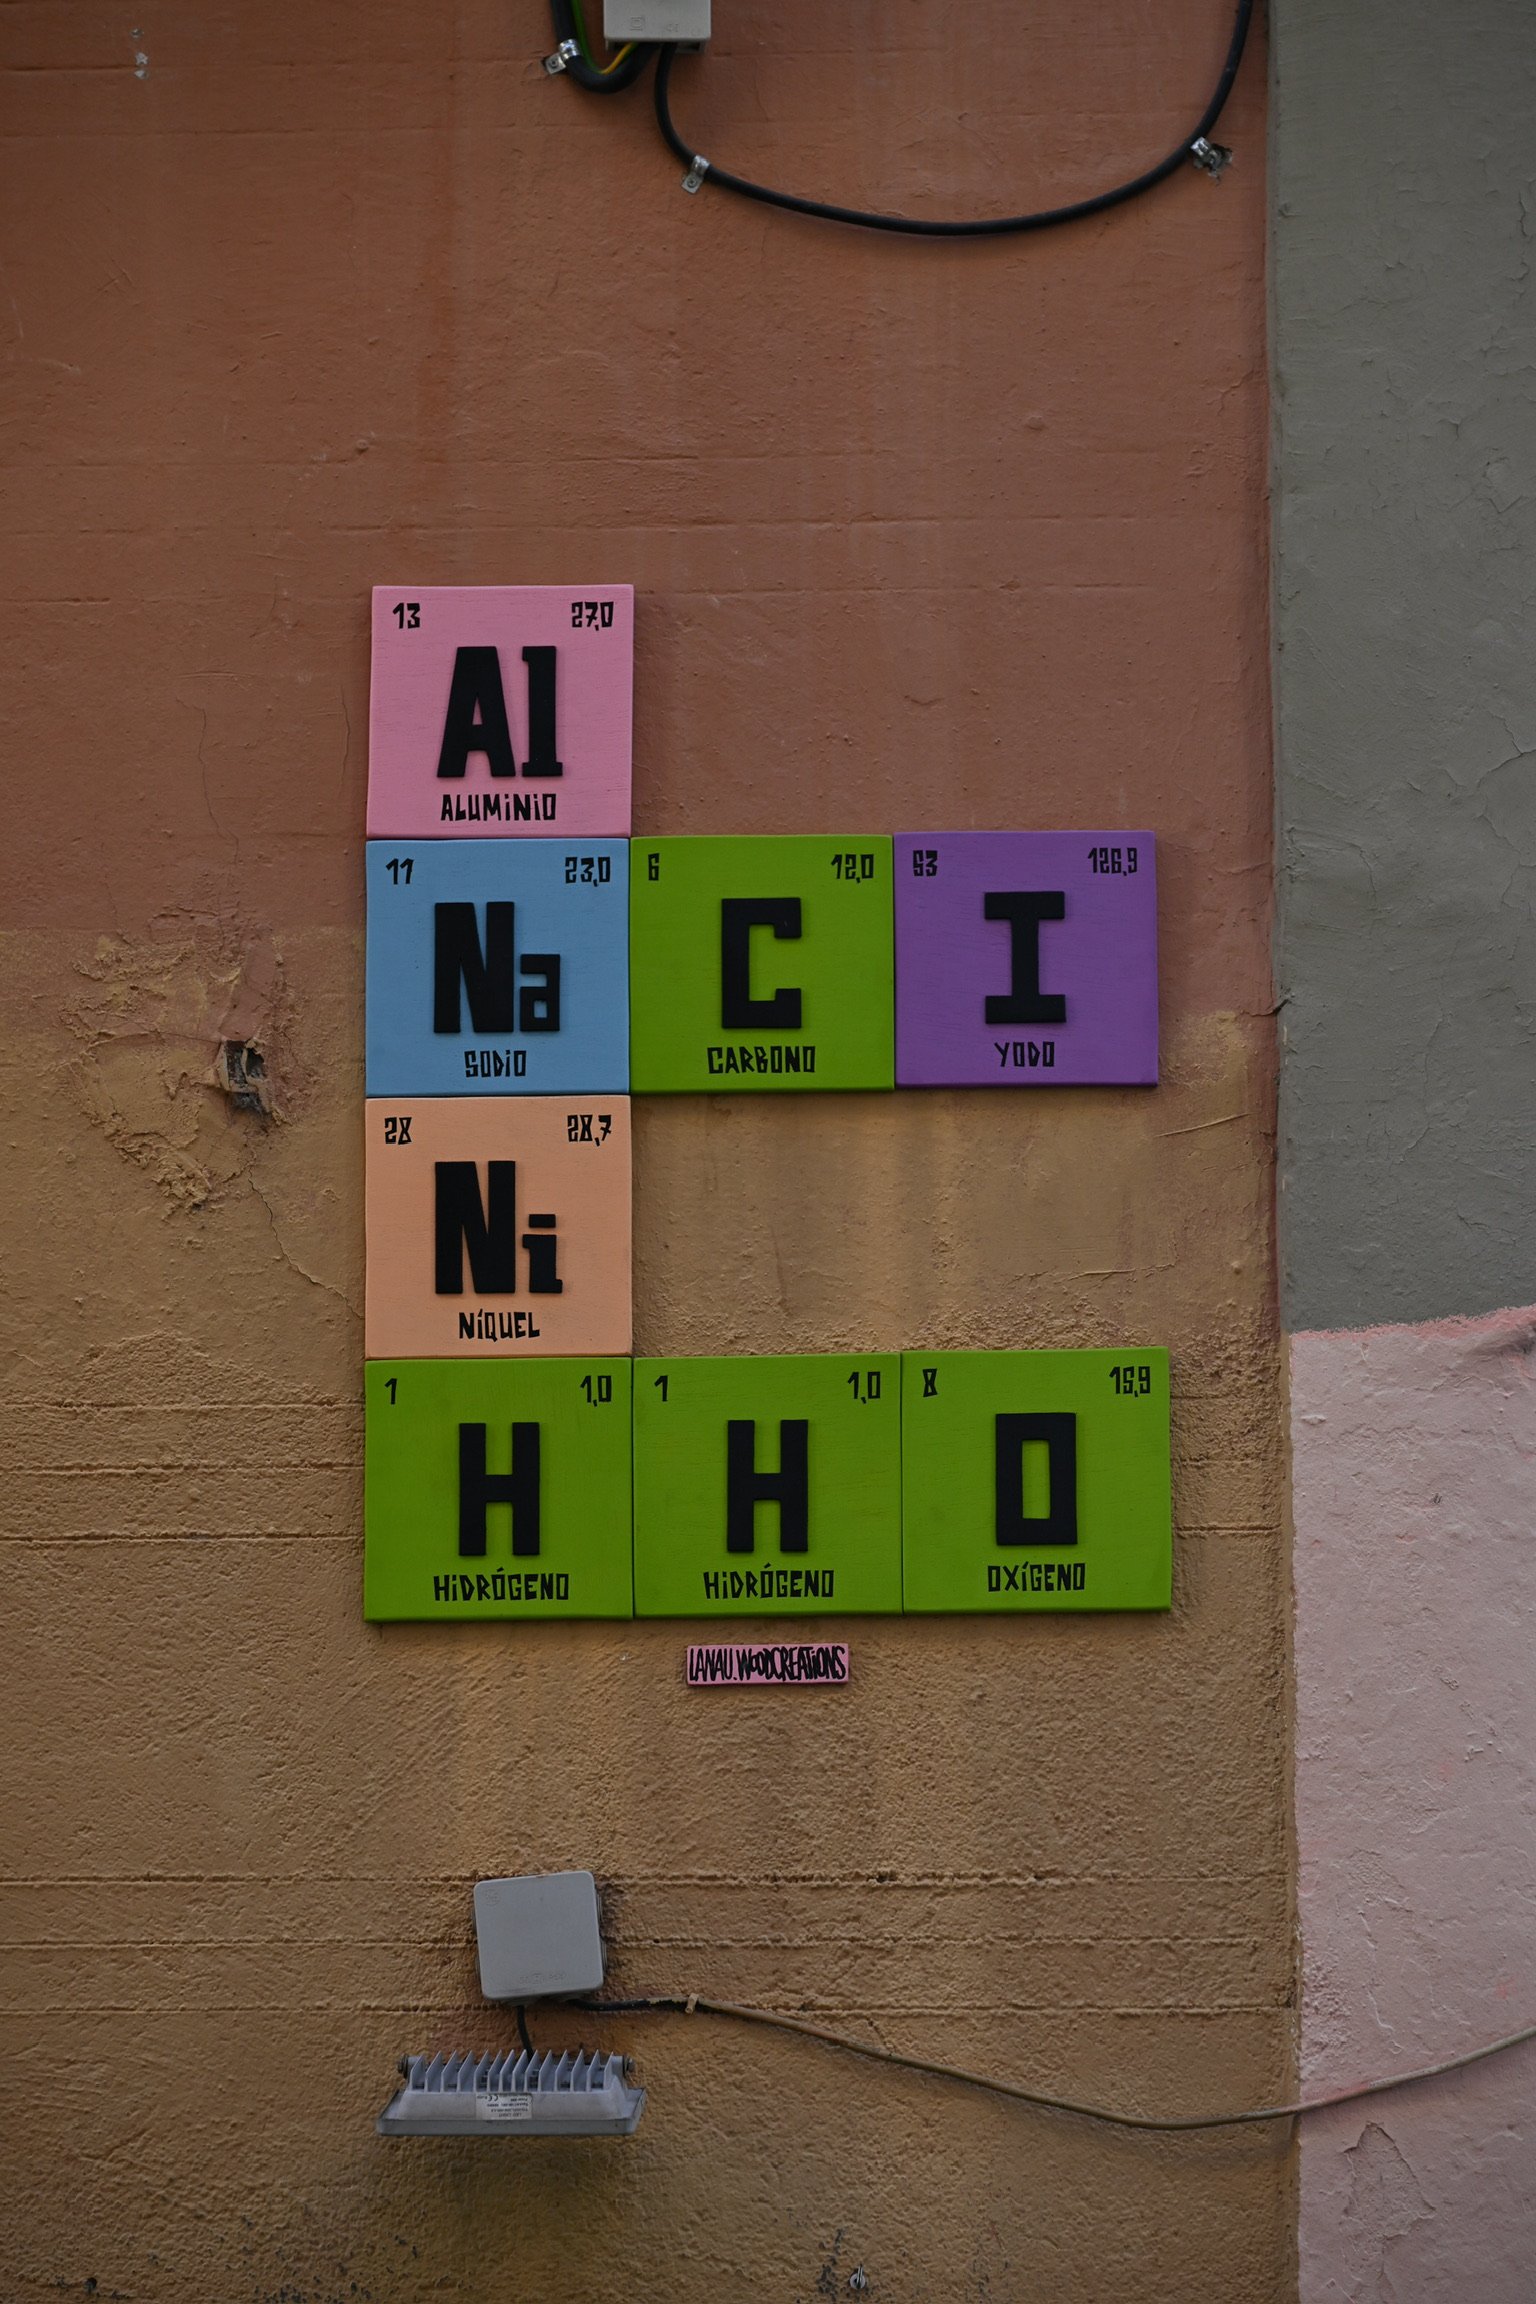 13 27,0
Al
ALUMINIO
11 23,0 6 12,0 53 126,9
Na C I
SODIO CARBONO YODO
28 28,7
Ni
NÍQUEL
1 1,0 1 1,0 8 15,9
H H O
HIDRÓGENO HIDRÓGENO OXÍGENO
LANAU.WOODCREATIONS